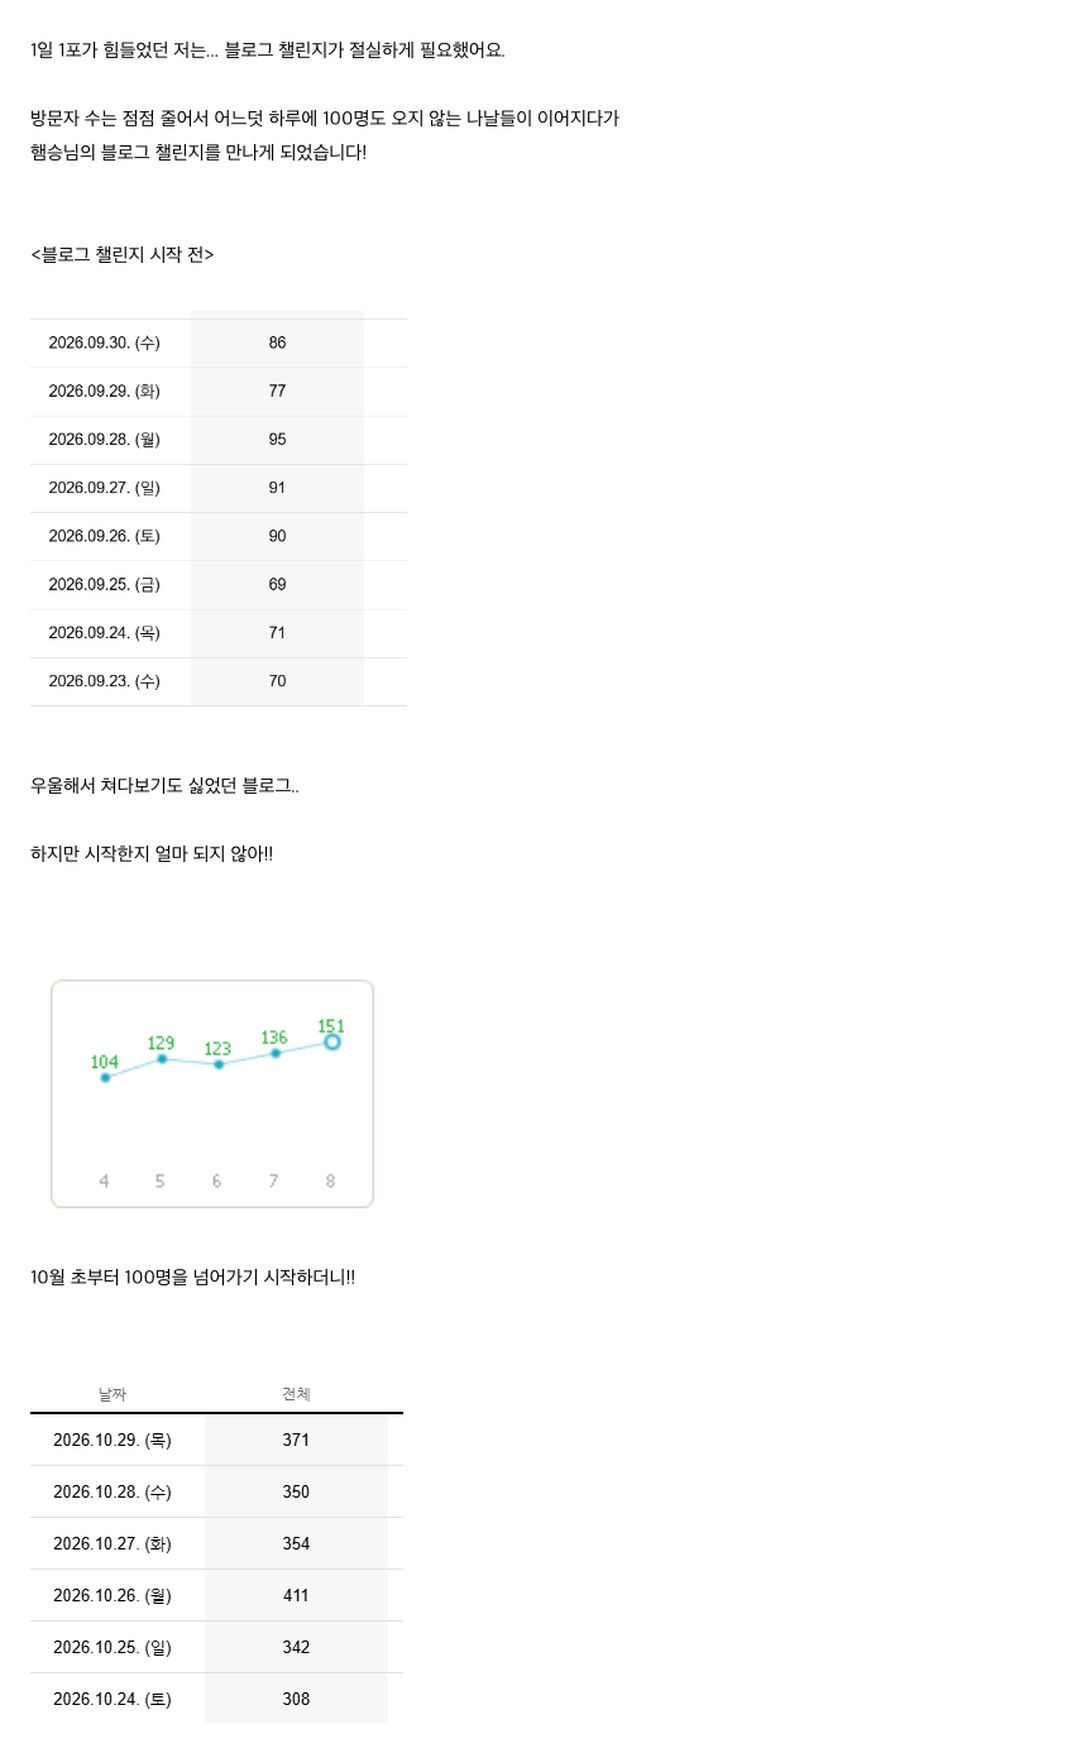 1일 1포가 힘들었던 저는... 블로그 챌린지가 절실하게 필요했어요.
방문자 수는 점점 줄어서 어느덧 하루에 100명도 오지 않는 나날들이 이어지다가
햄승님의 블로그 챌린지를 만나게 되었습니다!
<블로그 챌린지 시작 전>
2026.09.30. (수) 86
2026.09.29. (화) 77
2026.09.28. (월) 95
2026.09.27. (일) 91
2026.09.26. (토) 90
2026.09.25. (금) 69
2026.09.24. (목) 71
2026.09.23. (수) 70
우울해서 쳐다보기도 싫었던 블로그..
하지만 시작한지 얼마 되지 않아!!
104 129 123 136 151
4 5 6 7 8
10월 초부터 100명을 넘어가기 시작하더니!!
날짜 전체
2026.10.29. (목) 371
2026.10.28. (수) 350
2026.10.27. (화) 354
2026.10.26. (월) 411
2026.10.25. (일) 342
2026.10.24. (토) 308